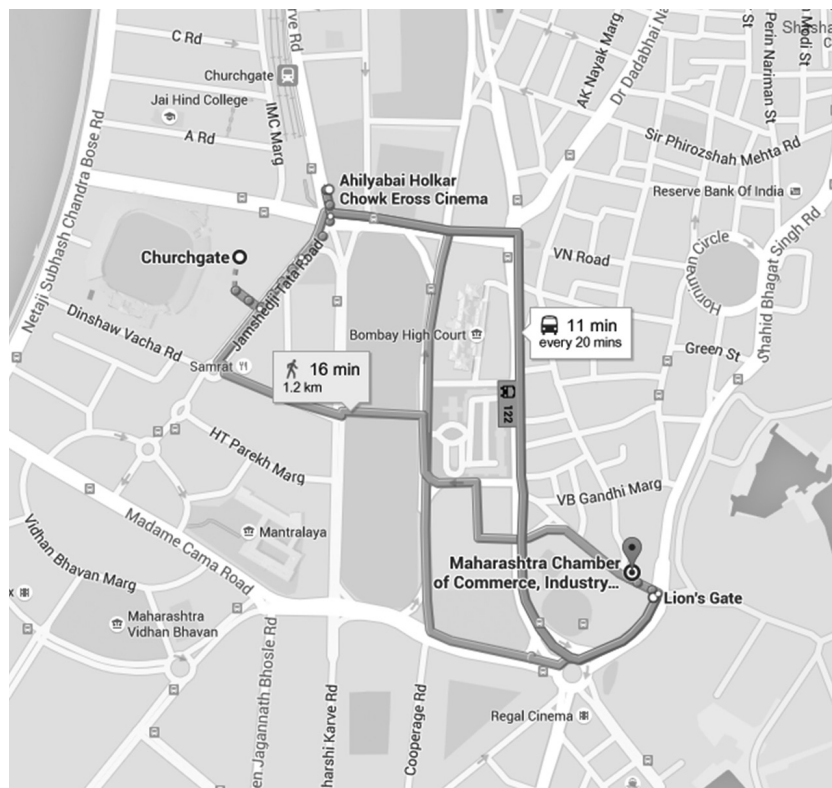 C Rd
erve Rd
Churchgate
Jai Hind College
A Rd
IMC Marg
AK Nayak Marg
Dr Dadabhai Na
St
Perin Nariman St
n Modi St
Shasha
Sir Phirozshah Mehta Rd
Reserve Bank Of India
Netaji Subhash Chandra Bose Rd
Ahilyabai Holkar
Chowk Eross Cinema
Churchgate
Jamshedji Tata Road
VN Road
Horniman Circle
Shahid Bhagat Singh Rd
Dinshaw Vacha Rd
Bombay High Court
11 min
every 20 mins
Green St
Samrat
16 min
1.2 km
122
HT Parekh Marg
VB Gandhi Marg
Mantralaya
Madame Cama Road
Vidhan Bhavan Marg
Maharashtra Chamber
of Commerce, Industry...
Lion's Gate
x
Maharashtra
Vidhan Bhavan
en Jagannath Bhosle Rd
harshi Karve Rd
Cooperage Rd
Regal Cinema